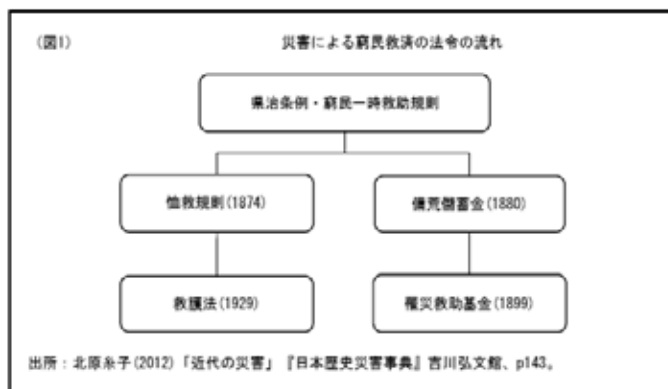 (図1) 災害による窮民救済の法令の流れ
県治条例・窮民一時救助規則
恤救規則(1874) 備荒儲蓄金(1880)
救護法(1929) 罹災救助基金(1899)
出所:北原糸子(2012)「近代の災害」『日本歴史災害事典』吉川弘文館、p143。